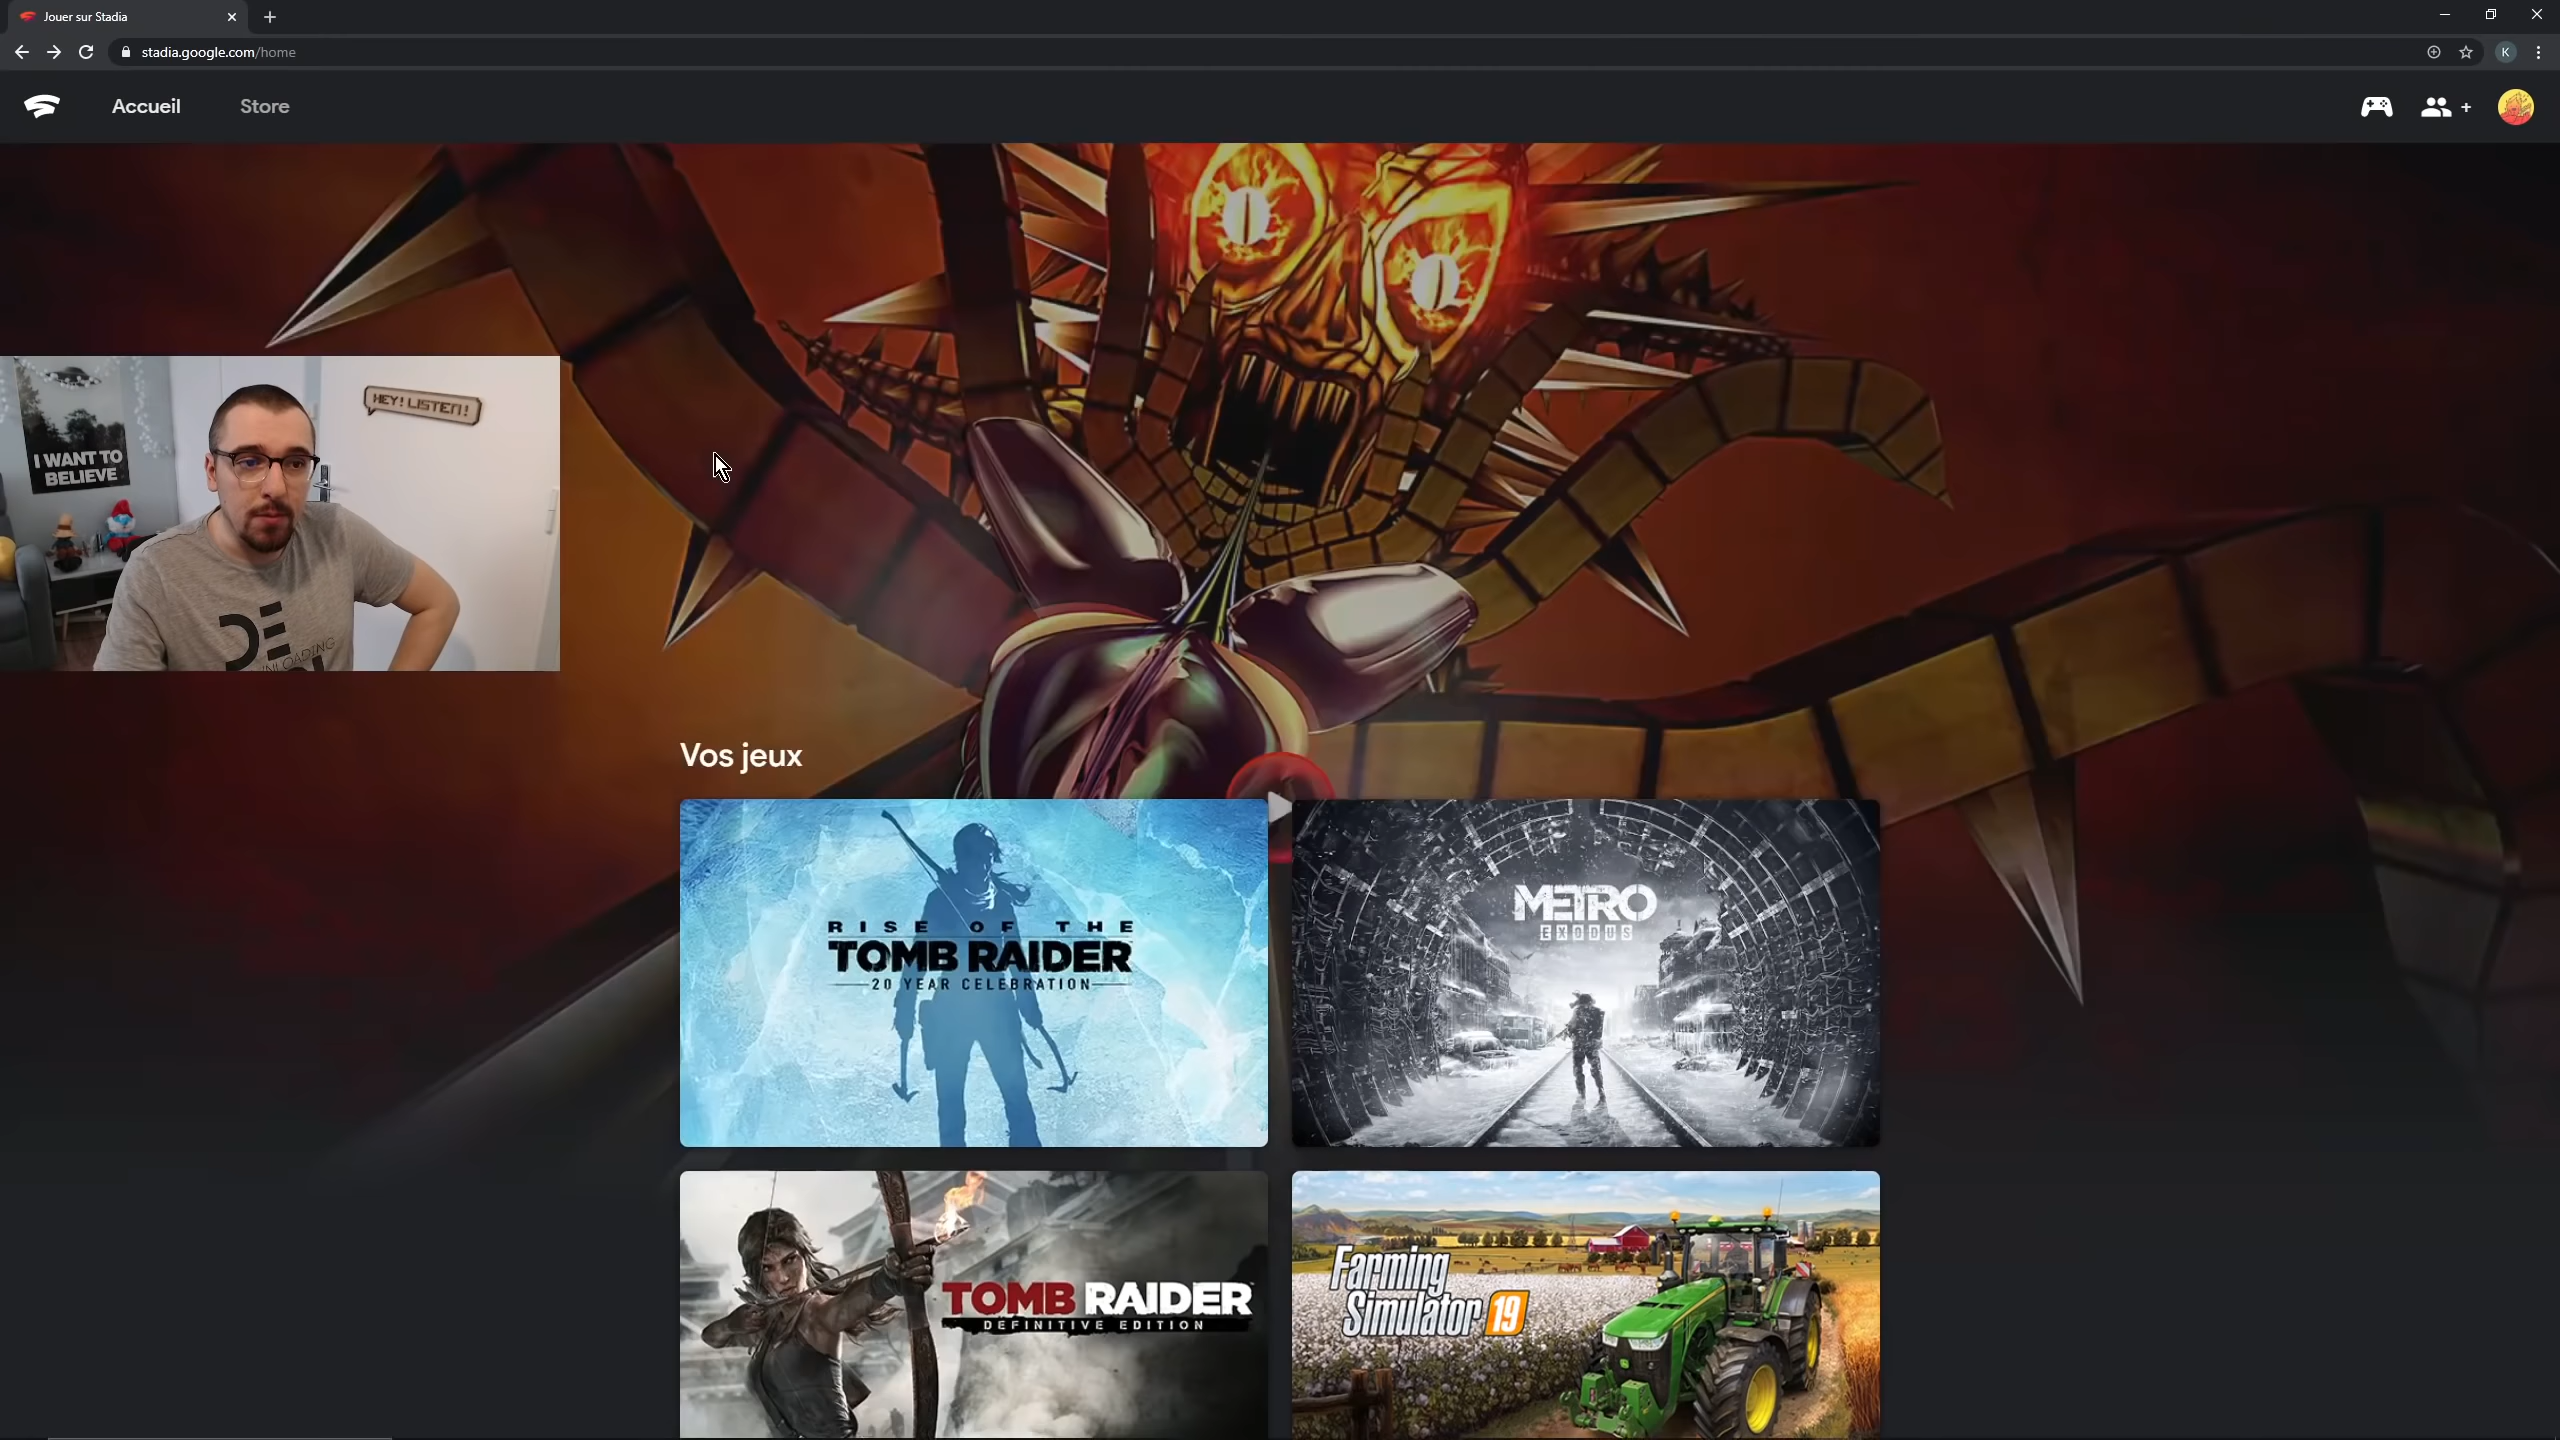 Jouer sur Stadia
stadia.google.com/home
K
Accueil
Store
+
I WANT TO
BELIEVE
HEY! LISTEN!
DE
Vos jeux
RISE OF THE
TOMB RAIDER
20 YEAR CELEBRATION
METRO
EXODUS
TOMB RAIDER
DEFINITIVE EDITION
Farming
Simulator 19